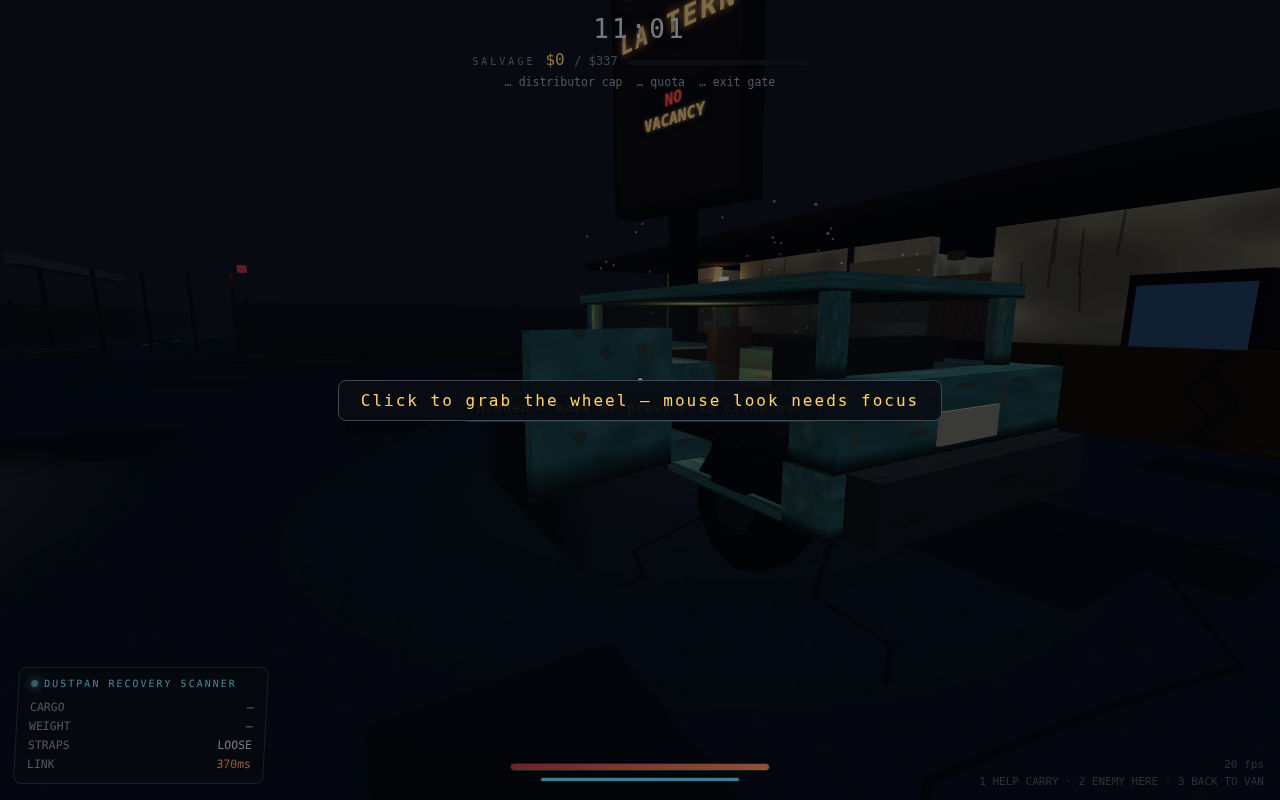 LANTERN
11:01
SALVAGE $0 / $337
… distributor cap … quota … exit gate
NO
VACANCY
Click to grab the wheel — mouse look needs focus
DUSTPAN RECOVERY SCANNER
CARGO —
WEIGHT —
STRAPS LOOSE
LINK 370ms
20 fps
1 HELP CARRY · 2 ENEMY HERE · 3 BACK TO VAN